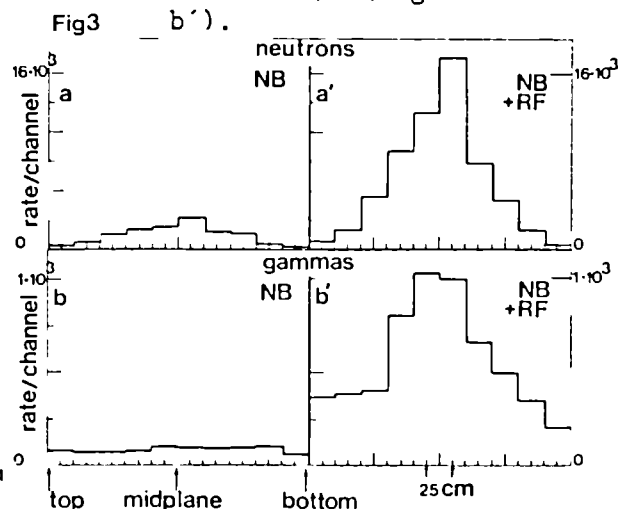 Fig3 _ b´).
neutrons
16·10³
rate/channel
0
a
NB
a'
NB
+RF
16·10³
0
gammas
1·10³
rate/channel
0
b
NB
b'
NB
+RF
1·10³
0
top
midplane
bottom
25cm